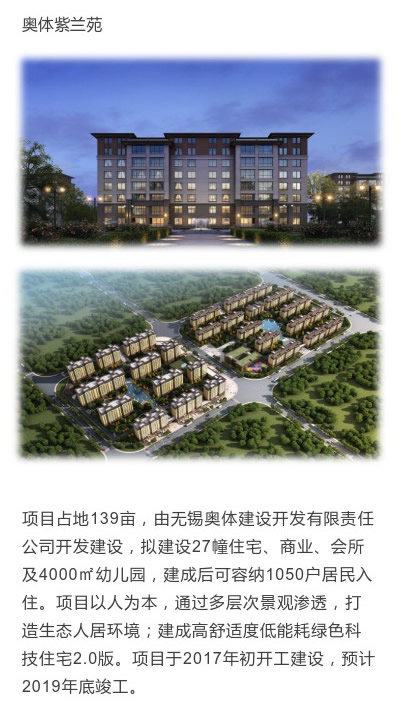 奥体紫兰苑
项目占地139亩，由无锡奥体建设开发有限责任
公司开发建设，拟建设27幢住宅、商业、会所
及4000㎡幼儿园，建成后可容纳1050户居民入
住。项目以人为本，通过多层次景观渗透，打
造生态人居环境；建成高舒适度低能耗绿色科
技住宅2.0版。项目于2017年初开工建设，预计
2019年底竣工。